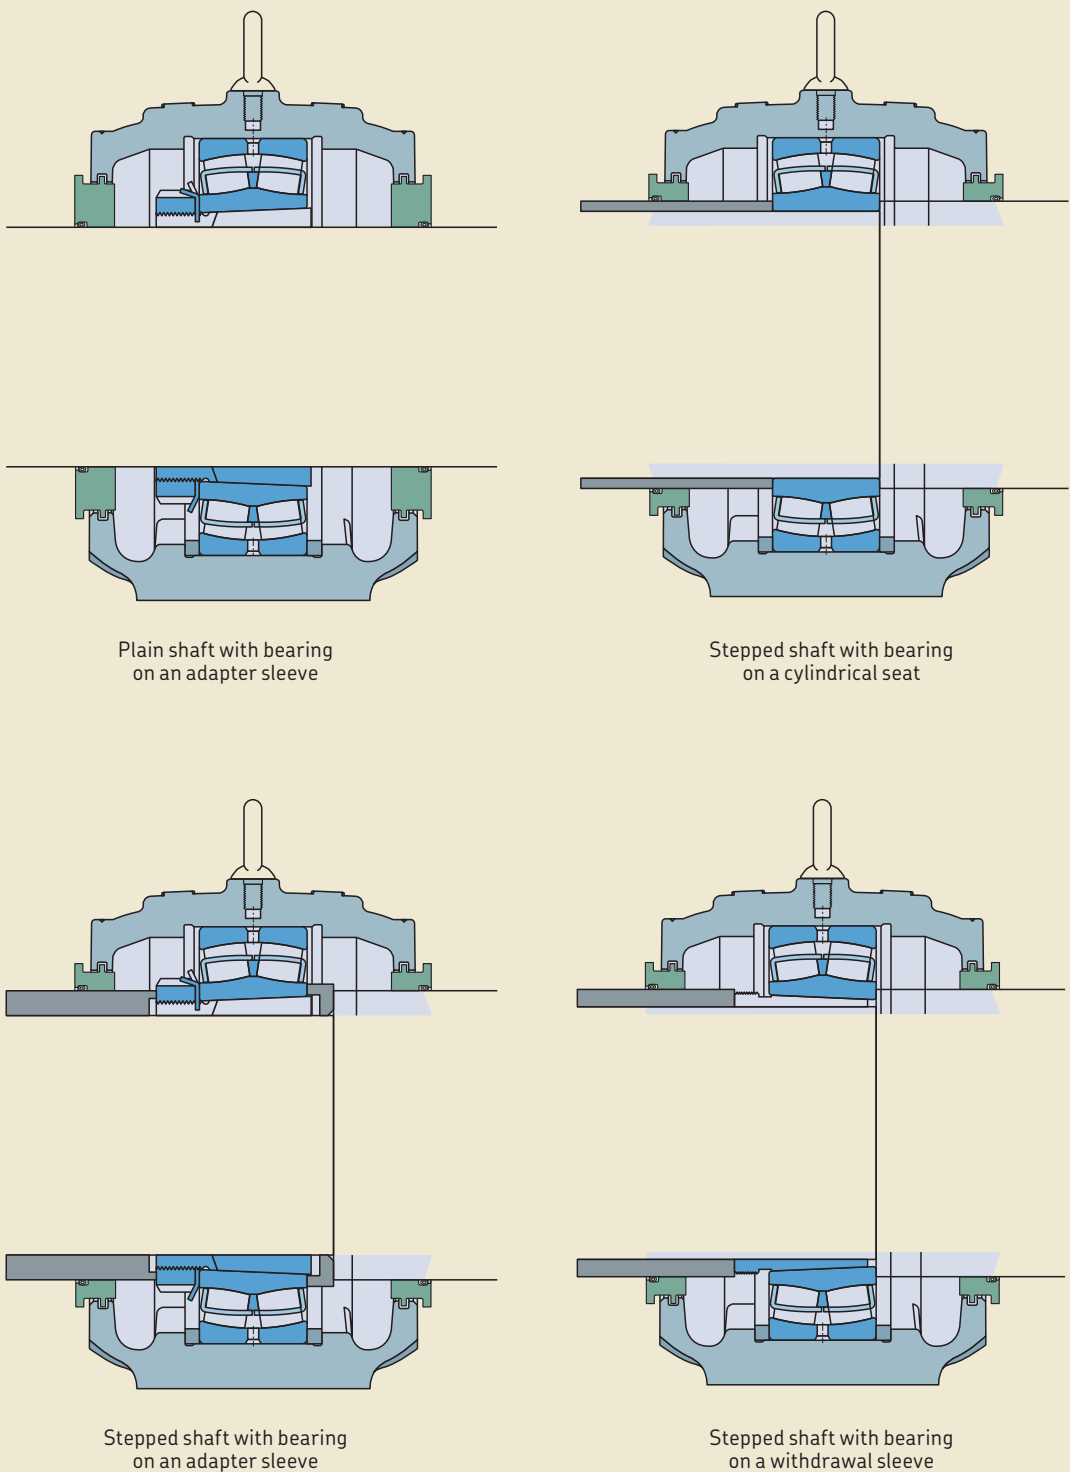 Plain shaft with bearing
on an adapter sleeve
Stepped shaft with bearing
on a cylindrical seat
Stepped shaft with bearing
on an adapter sleeve
Stepped shaft with bearing
on a withdrawal sleeve